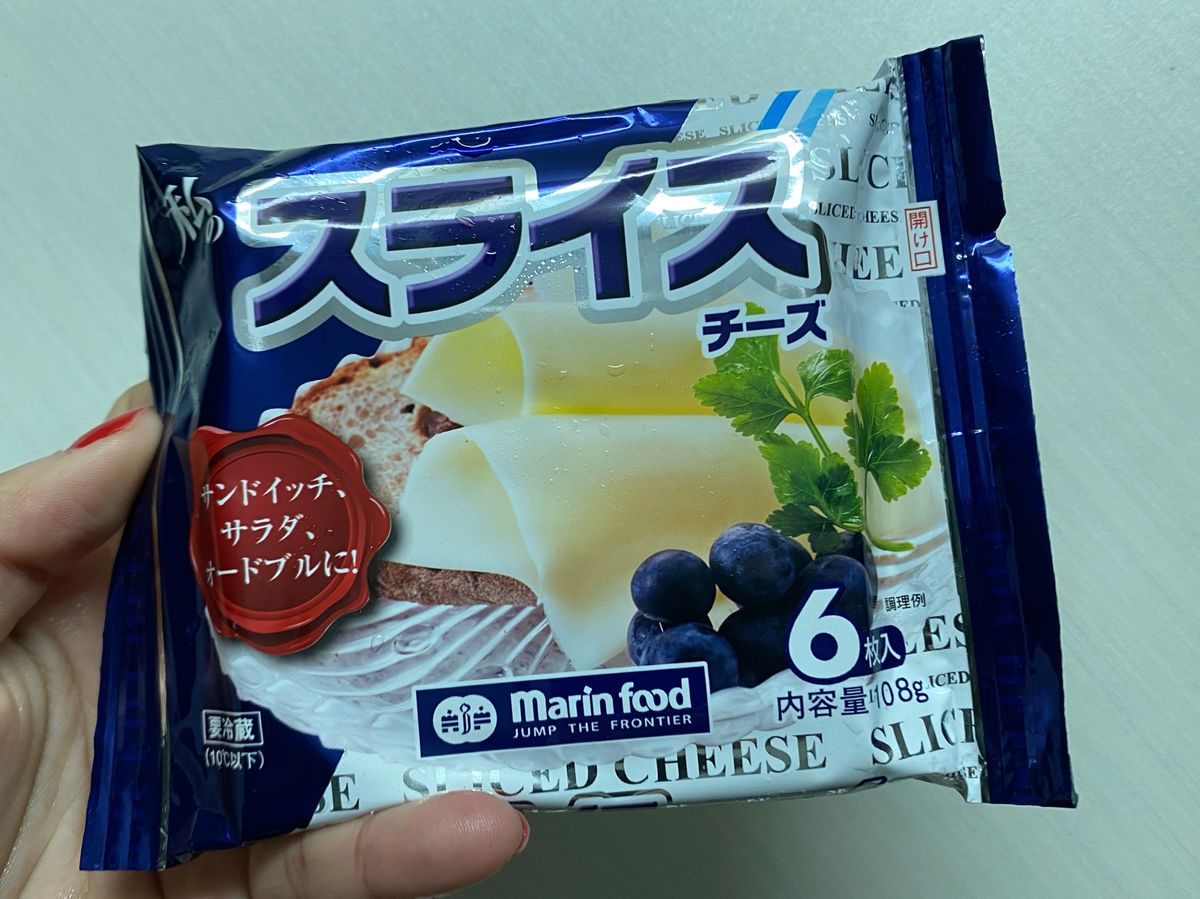 私の
スライス
チーズ
開け口
サンドイッチ、
サラダ、
オードブルに!
調理例
6枚入
内容量108g
marin food
JUMP THE FRONTIER
要冷蔵
(10℃以下)
SLICED CHEESE